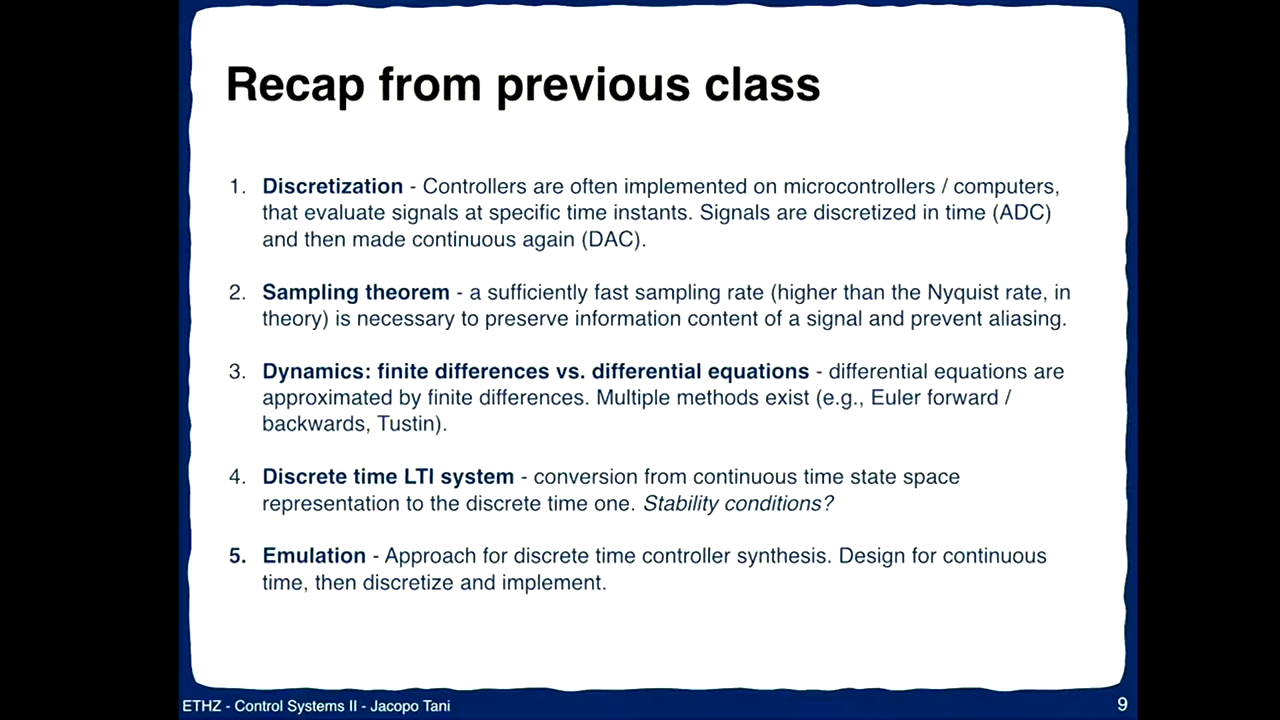 Recap from previous class
1. Discretization - Controllers are often implemented on microcontrollers / computers,
that evaluate signals at specific time instants. Signals are discretized in time (ADC)
and then made continuous again (DAC).
2. Sampling theorem - a sufficiently fast sampling rate (higher than the Nyquist rate, in
theory) is necessary to preserve information content of a signal and prevent aliasing.
3. Dynamics: finite differences vs. differential equations - differential equations are
approximated by finite differences. Multiple methods exist (e.g., Euler forward /
backwards, Tustin).
4. Discrete time LTI system - conversion from continuous time state space
representation to the discrete time one. Stability conditions?
5. Emulation - Approach for discrete time controller synthesis. Design for continuous
time, then discretize and implement.
ETHZ - Control Systems II - Jacopo Tani
9